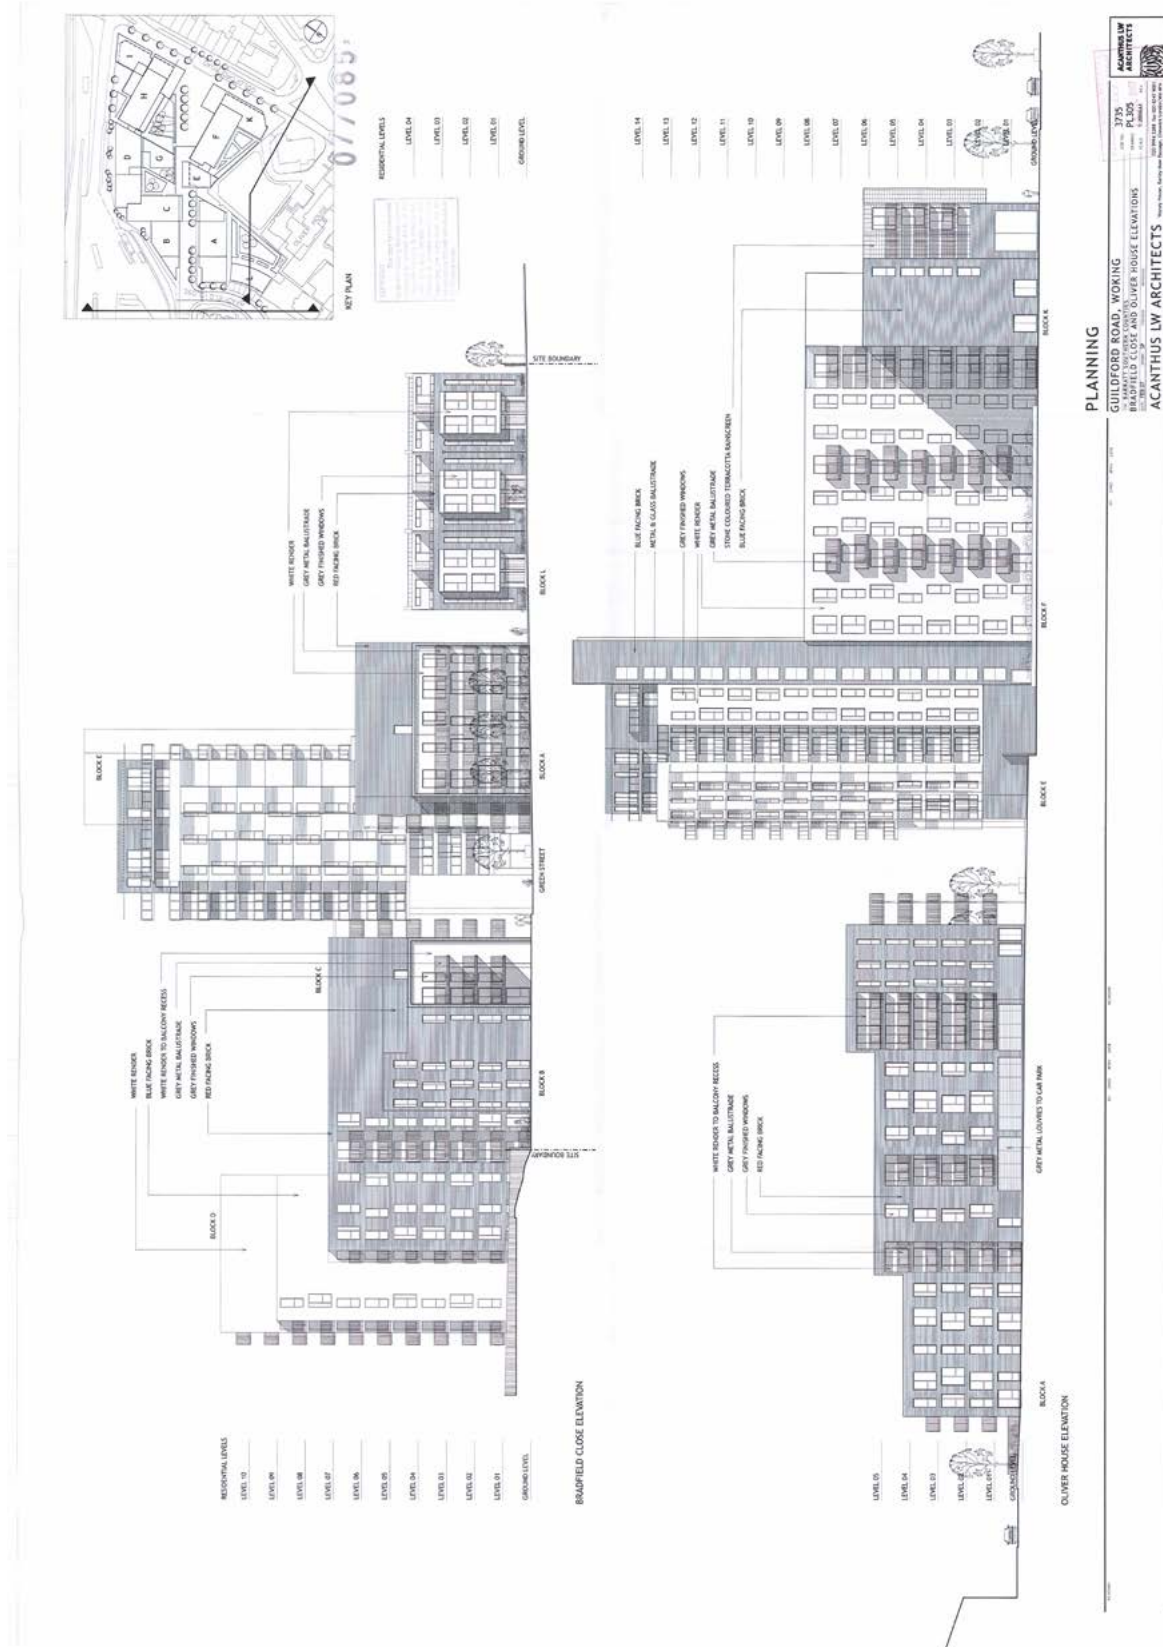 RESIDENTIAL LEVELS
LEVEL 10
LEVEL 09
LEVEL 08
LEVEL 07
LEVEL 06
LEVEL 05
LEVEL 04
LEVEL 03
LEVEL 02
LEVEL 01
GROUND LEVEL
WHITE RENDER
BLUE FACING BRICK
WHITE RENDER TO BALCONY RECESS
GREY METAL BALUSTRADE
GREY FINISHED WINDOWS
RED FACING BRICK
BLOCK D
BLOCK C
BLOCK B
SITE BOUNDARY
BLOCK E
GREEN STREET
BLOCK A
WHITE RENDER
GREY METAL BALUSTRADE
GREY FINISHED WINDOWS
RED FACING BRICK
BLOCK L
SITE BOUNDARY
RESIDENTIAL LEVELS
LEVEL 04
LEVEL 03
LEVEL 02
LEVEL 01
GROUND LEVEL
KEY PLAN
A
B
C
D
E
F
G
H
I
K
L
BRADFIELD CLOSE ELEVATION
LEVEL 05
LEVEL 04
LEVEL 03
LEVEL 02
LEVEL 01
GROUND LEVEL
WHITE RENDER TO BALCONY RECESS
GREY METAL BALUSTRADE
GREY FINISHED WINDOWS
RED FACING BRICK
BLOCK A
GREY METAL LOUVRES TO CAR PARK
BLOCK E
BLUE FACING BRICK
METAL & GLASS BALUSTRADE
GREY FINISHED WINDOWS
WHITE RENDER
GREY METAL BALUSTRADE
STONE COLOURED TERRACOTTA RAINSCREEN
BLUE FACING BRICK
BLOCK F
BLOCK K
LEVEL 14
LEVEL 13
LEVEL 12
LEVEL 11
LEVEL 10
LEVEL 09
LEVEL 08
LEVEL 07
LEVEL 06
LEVEL 05
LEVEL 04
LEVEL 03
LEVEL 02
LEVEL 01
GROUND LEVEL
OLIVER HOUSE ELEVATION
PLANNING
GUILDFORD ROAD, WOKING
BARRATT SOUTHERN COUNTIES
BRADFIELD CLOSE AND OLIVER HOUSE ELEVATIONS
3735
PL305
ACANTHUS LW ARCHITECTS
ACANTHUS LW
ARCHITECTS